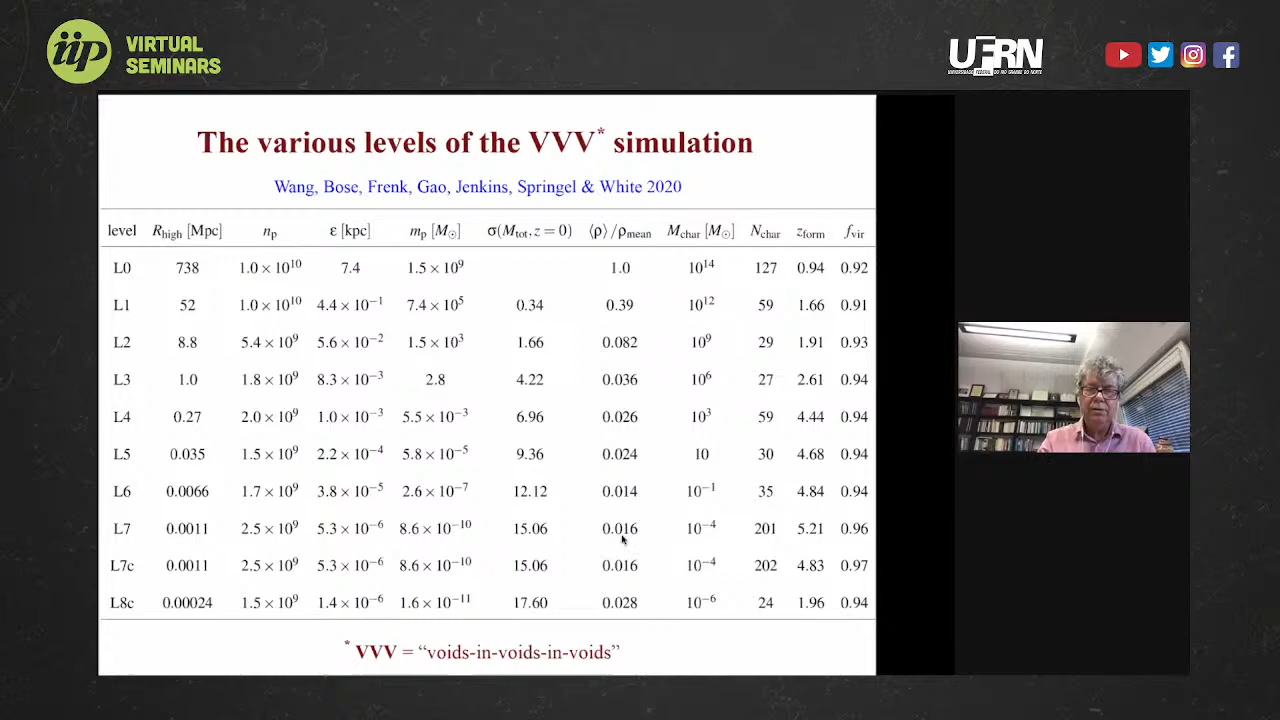 iip VIRTUAL
SEMINARS
UFRN
UNIVERSIDADE FEDERAL DO RIO GRANDE DO NORTE
The various levels of the VVV* simulation
Wang, Bose, Frenk, Gao, Jenkins, Springel & White 2020
level R_high [Mpc] n_p ε [kpc] m_p [M_⊙] σ(M_tot, z = 0) ⟨ρ⟩/ρ_mean M_char [M_⊙] N_char z_form f_vir
L0 738 1.0 × 10^10 7.4 1.5 × 10^9 1.0 10^14 127 0.94 0.92
L1 52 1.0 × 10^10 4.4 × 10^−1 7.4 × 10^5 0.34 0.39 10^12 59 1.66 0.91
L2 8.8 5.4 × 10^9 5.6 × 10^−2 1.5 × 10^3 1.66 0.082 10^9 29 1.91 0.93
L3 1.0 1.8 × 10^9 8.3 × 10^−3 2.8 4.22 0.036 10^6 27 2.61 0.94
L4 0.27 2.0 × 10^9 1.0 × 10^−3 5.5 × 10^−3 6.96 0.026 10^3 59 4.44 0.94
L5 0.035 1.5 × 10^9 2.2 × 10^−4 5.8 × 10^−5 9.36 0.024 10 30 4.68 0.94
L6 0.0066 1.7 × 10^9 3.8 × 10^−5 2.6 × 10^−7 12.12 0.014 10^−1 35 4.84 0.94
L7 0.0011 2.5 × 10^9 5.3 × 10^−6 8.6 × 10^−10 15.06 0.016 10^−4 201 5.21 0.96
L7c 0.0011 2.5 × 10^9 5.3 × 10^−6 8.6 × 10^−10 15.06 0.016 10^−4 202 4.83 0.97
L8c 0.00024 1.5 × 10^9 1.4 × 10^−6 1.6 × 10^−11 17.60 0.028 10^−6 24 1.96 0.94
* VVV = “voids-in-voids-in-voids”